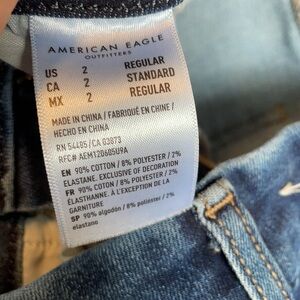 AMERICAN EAGLE
OUTFITTERS
US 2 REGULAR
CA 2 STANDARD
MX 2 REGULAR
MADE IN CHINA / FABRIQUÉ EN CHINE /
HECHO EN CHINA
RN 54485/CA 03873
RFC# AEM120605U9A
EN 90% COTTON / 8% POLYESTER / 2%
ELASTANE. EXCLUSIVE OF DECORATION
FR 90% COTON / 8% POLYESTER / 2%
ÉLASTHANNE. À L'EXCEPTION DE LA
GARNITURE
SP 90% algodón / 8% poliéster / 2%
elastano